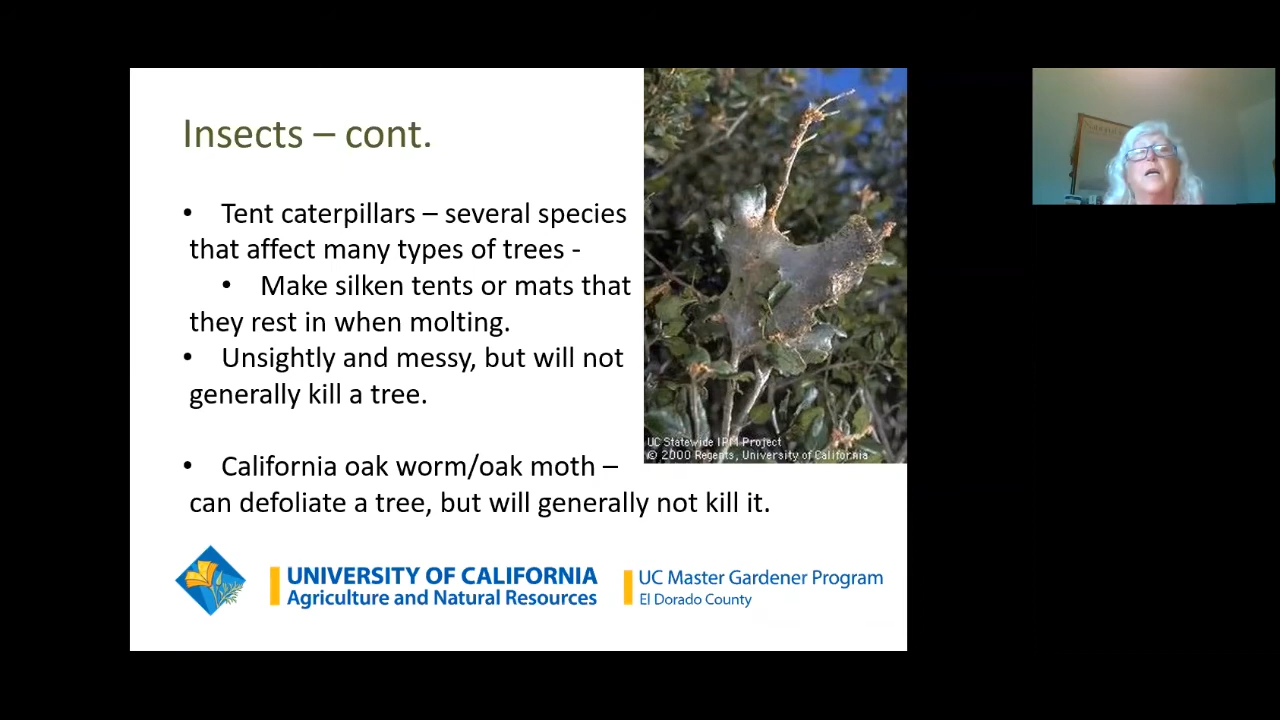 Insects – cont.
• Tent caterpillars – several species
that affect many types of trees -
• Make silken tents or mats that
they rest in when molting.
• Unsightly and messy, but will not
generally kill a tree.
• California oak worm/oak moth –
can defoliate a tree, but will generally not kill it.
UC Statewide IPM Project
© 2000 Regents, University of California
UNIVERSITY OF CALIFORNIA
Agriculture and Natural Resources
UC Master Gardener Program
El Dorado County